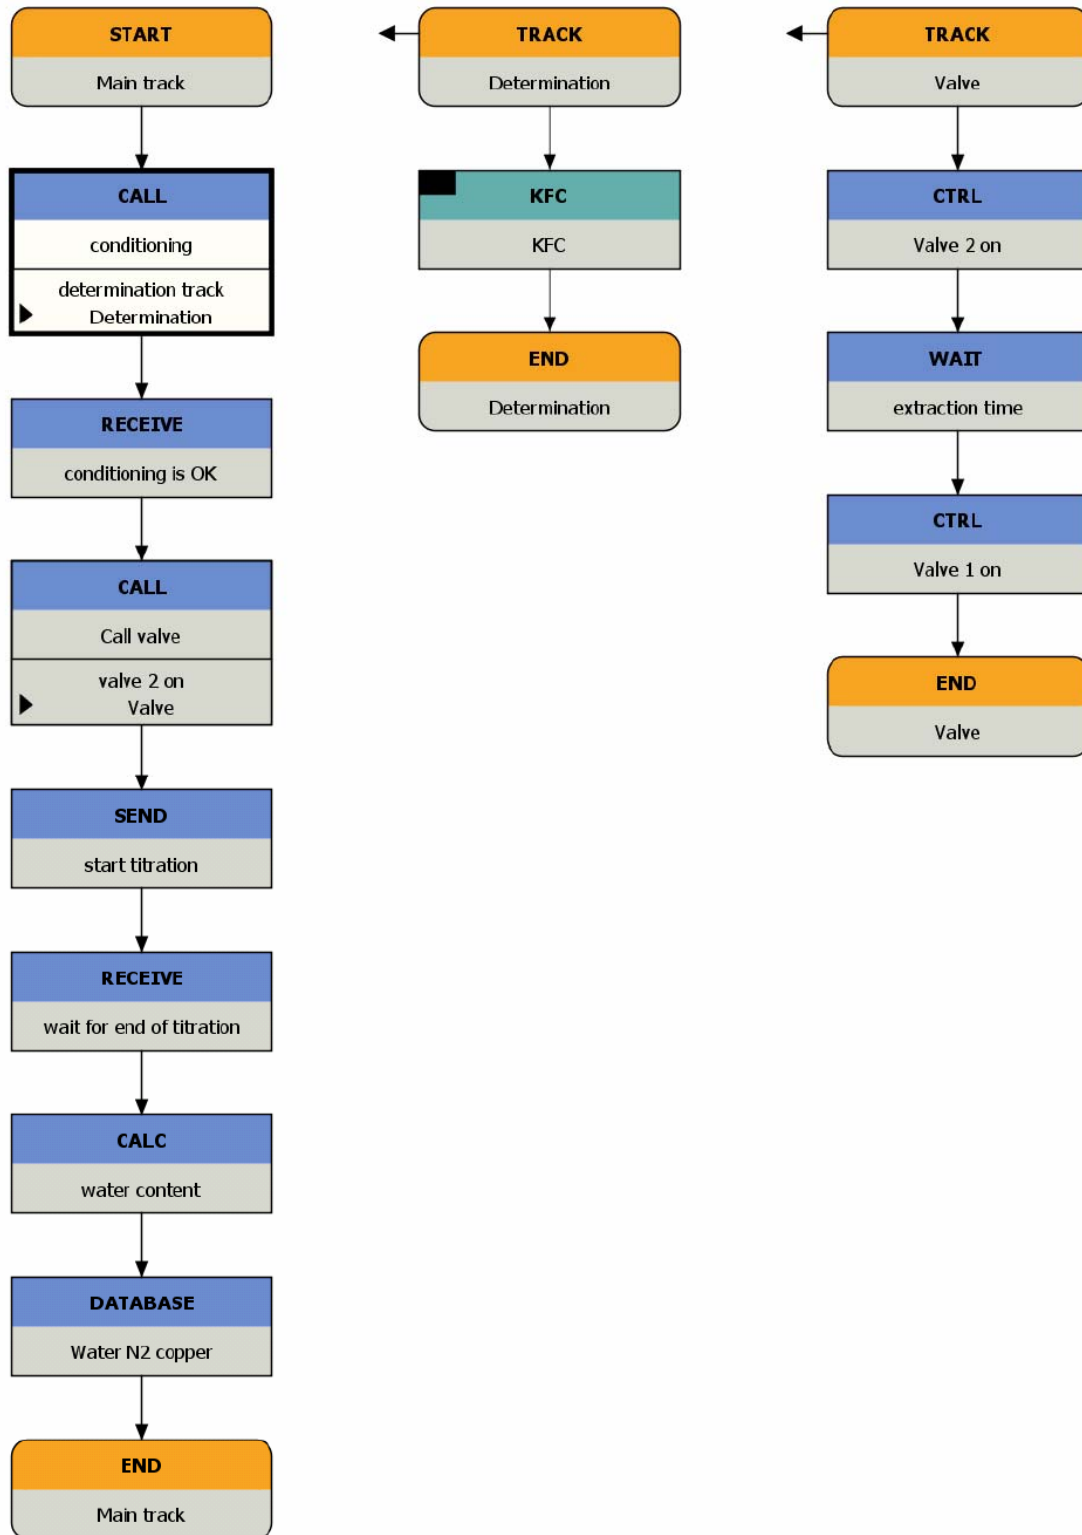 START
Main track
CALL
conditioning
determination track
Determination
RECEIVE
conditioning is OK
CALL
Call valve
valve 2 on
Valve
SEND
start titration
RECEIVE
wait for end of titration
CALC
water content
DATABASE
Water N2 copper
END
Main track
TRACK
Determination
KFC
KFC
END
Determination
TRACK
Valve
CTRL
Valve 2 on
WAIT
extraction time
CTRL
Valve 1 on
END
Valve